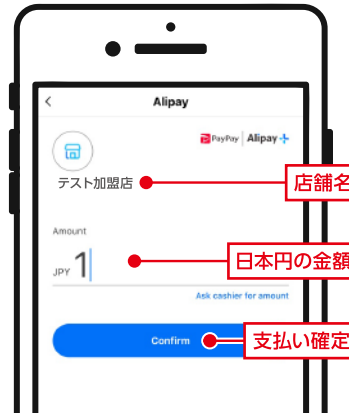 Alipay
PayPay Alipay+
テスト加盟店
店舗名
Amount
JPY 1
日本円の金額
Ask cashier for amount
Confirm
支払い確定